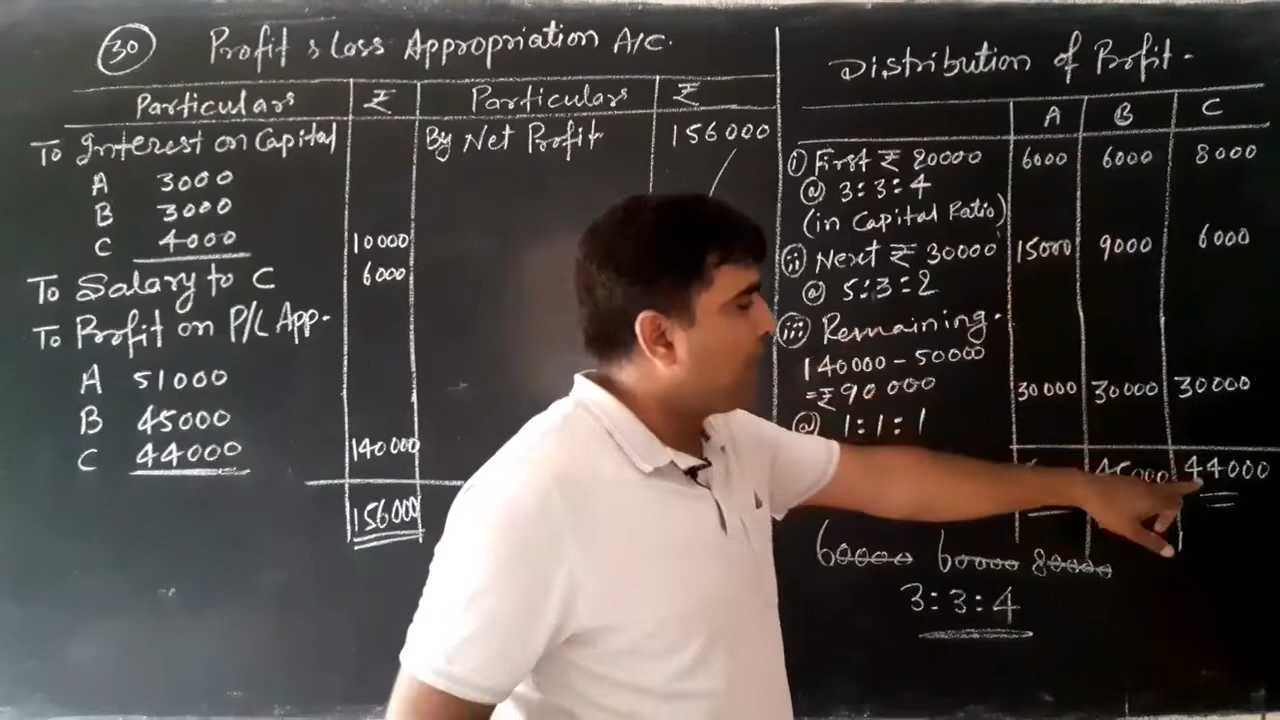 30 Profit & Loss Appropriation A/C.
Particulars ₹ Particulars ₹
To Interest on Capital By Net Profit 156000
A 3000
B 3000
C 4000 10000
To Salary to C 6000
To Profit on P/L App.
A 51000
B 45000
C 44000 140000
156000
Distribution of Profit.
A B C
i) First ₹ 20000 6000 6000 8000
@ 3:3:4
(in Capital Ratio)
ii) Next ₹ 30000 15000 9000 6000
@ 5:3:2
iii) Remaining.
140000 - 50000
=₹90000 30000 30000 30000
@ 1:1:1
45000 44000
60000 60000 80000
3:3:4